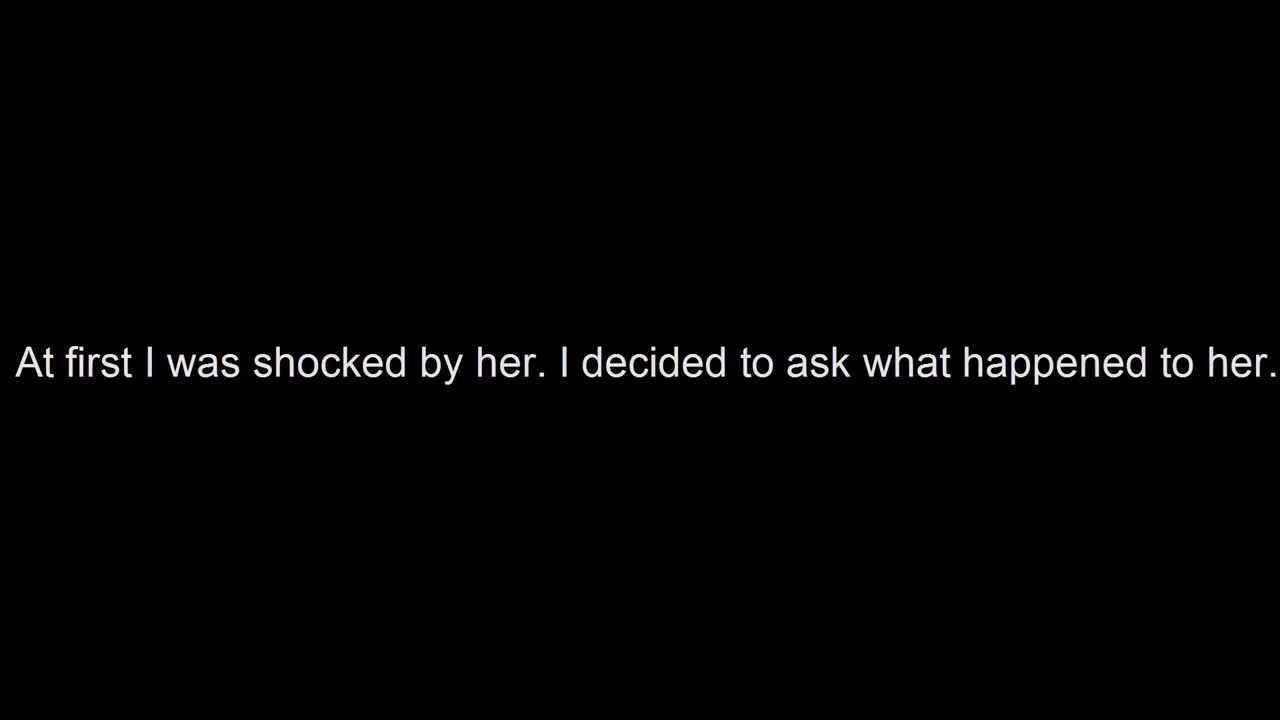 At first I was shocked by her. I decided to ask what happened to her.